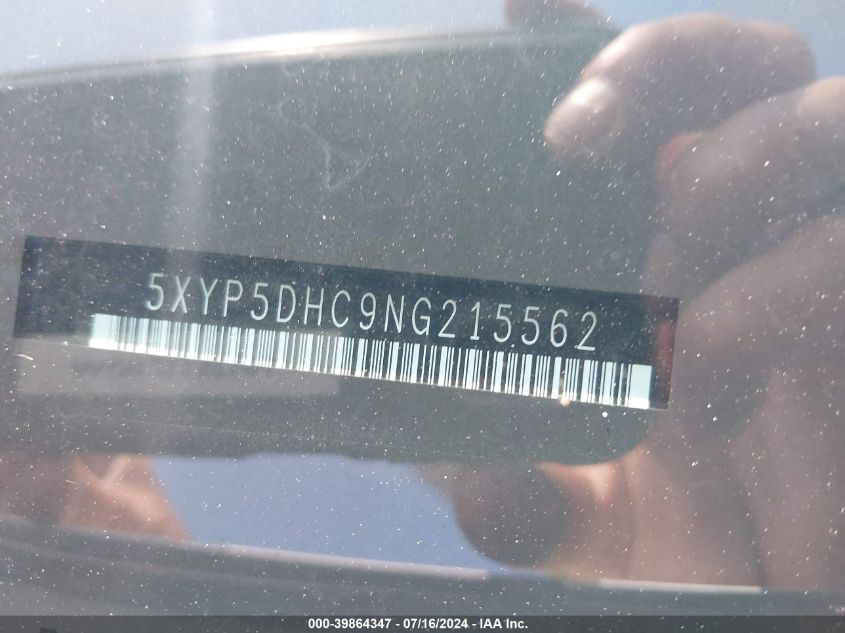 5XYP5DHC9NG215562
000-39864347 / 07/16/2024 - IAA Inc.